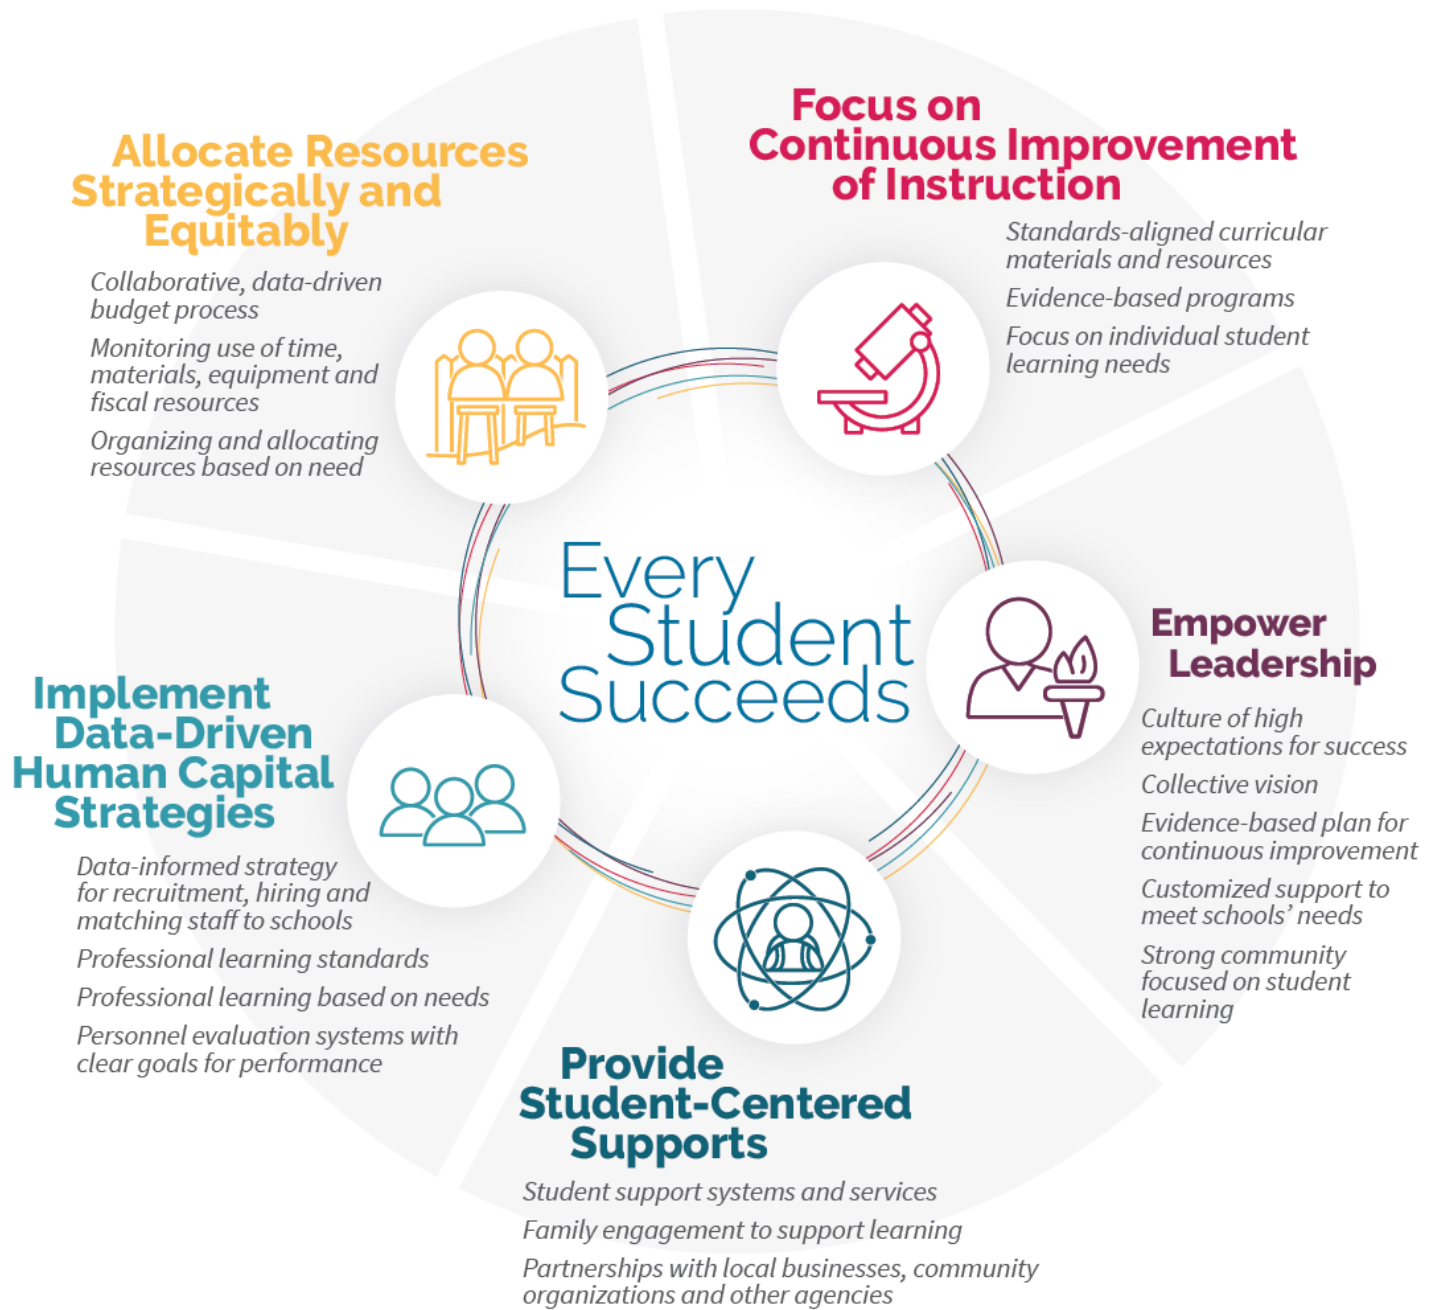 Allocate Resources
Strategically and
Equitably
Collaborative, data-driven
budget process
Monitoring use of time,
materials, equipment and
fiscal resources
Organizing and allocating
resources based on need
Focus on
Continuous Improvement
of Instruction
Standards-aligned curricular
materials and resources
Evidence-based programs
Focus on individual student
learning needs
Every
Student
Succeeds
Empower
Leadership
Culture of high
expectations for success
Collective vision
Evidence-based plan for
continuous improvement
Customized support to
meet schools’ needs
Strong community
focused on student
learning
Implement
Data-Driven
Human Capital
Strategies
Data-informed strategy
for recruitment, hiring and
matching staff to schools
Professional learning standards
Professional learning based on needs
Personnel evaluation systems with
clear goals for performance
Provide
Student-Centered
Supports
Student support systems and services
Family engagement to support learning
Partnerships with local businesses, community
organizations and other agencies